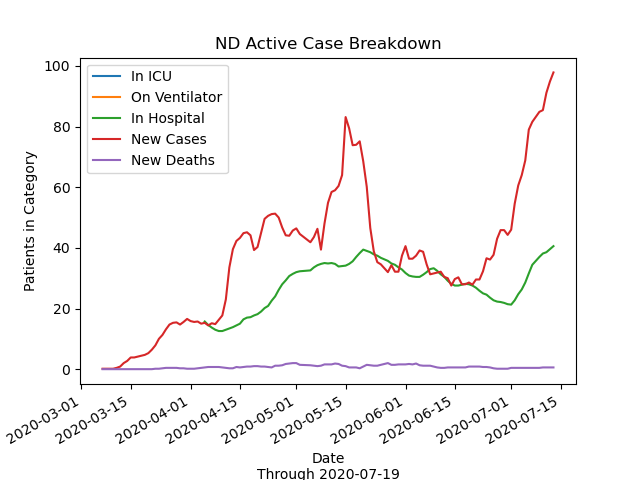 ND Active Case Breakdown
In ICU
On Ventilator
In Hospital
New Cases
New Deaths
Patients in Category
100
80
60
40
20
0
2020-03-01
2020-03-15
2020-04-01
2020-04-15
2020-05-01
2020-05-15
2020-06-01
2020-06-15
2020-07-01
2020-07-15
Date
Through 2020-07-19